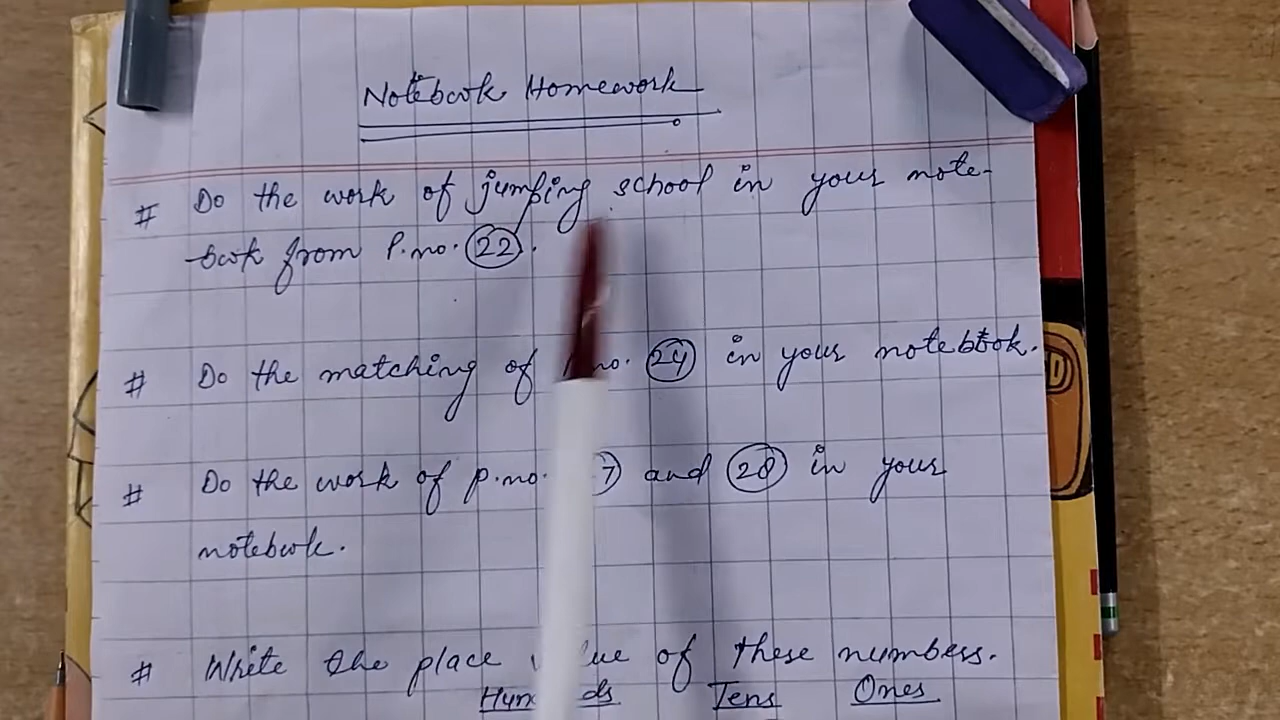 Notebook Homework
# Do the work of jumping school in your note-
book from P.no. 22.
# Do the matching of no. 24 in your notebook.
# Do the work of p.no. 7 and 28 in your
notebook.
# Write the place of these numbers.
Tens Ones